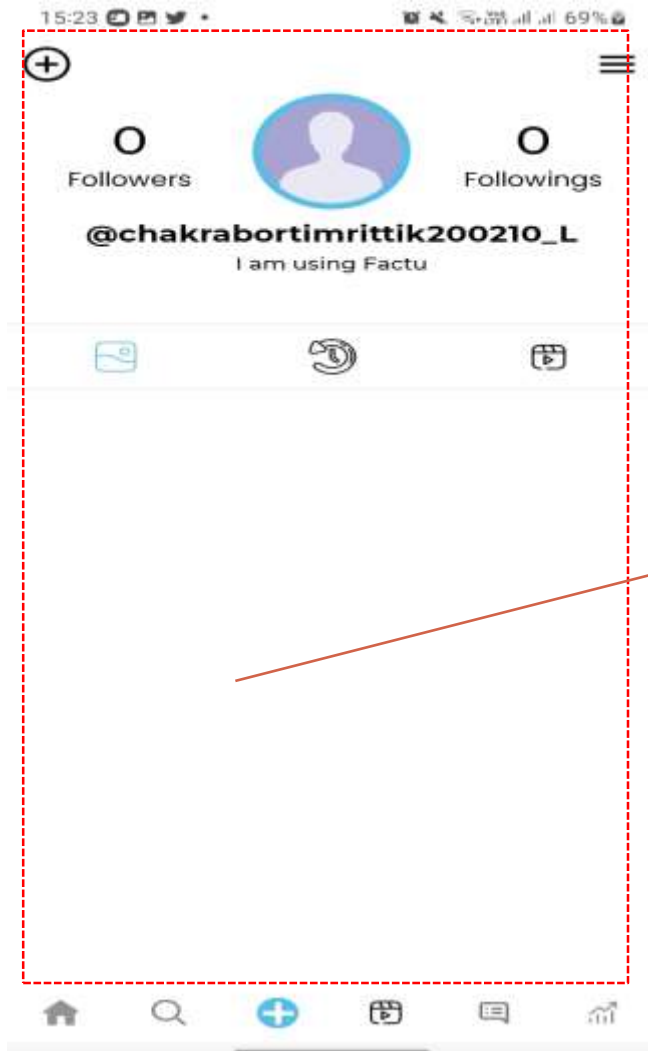 15:23 69%
0 0
Followers Followings
@chakrabortimrittik200210_L
I am using Factu